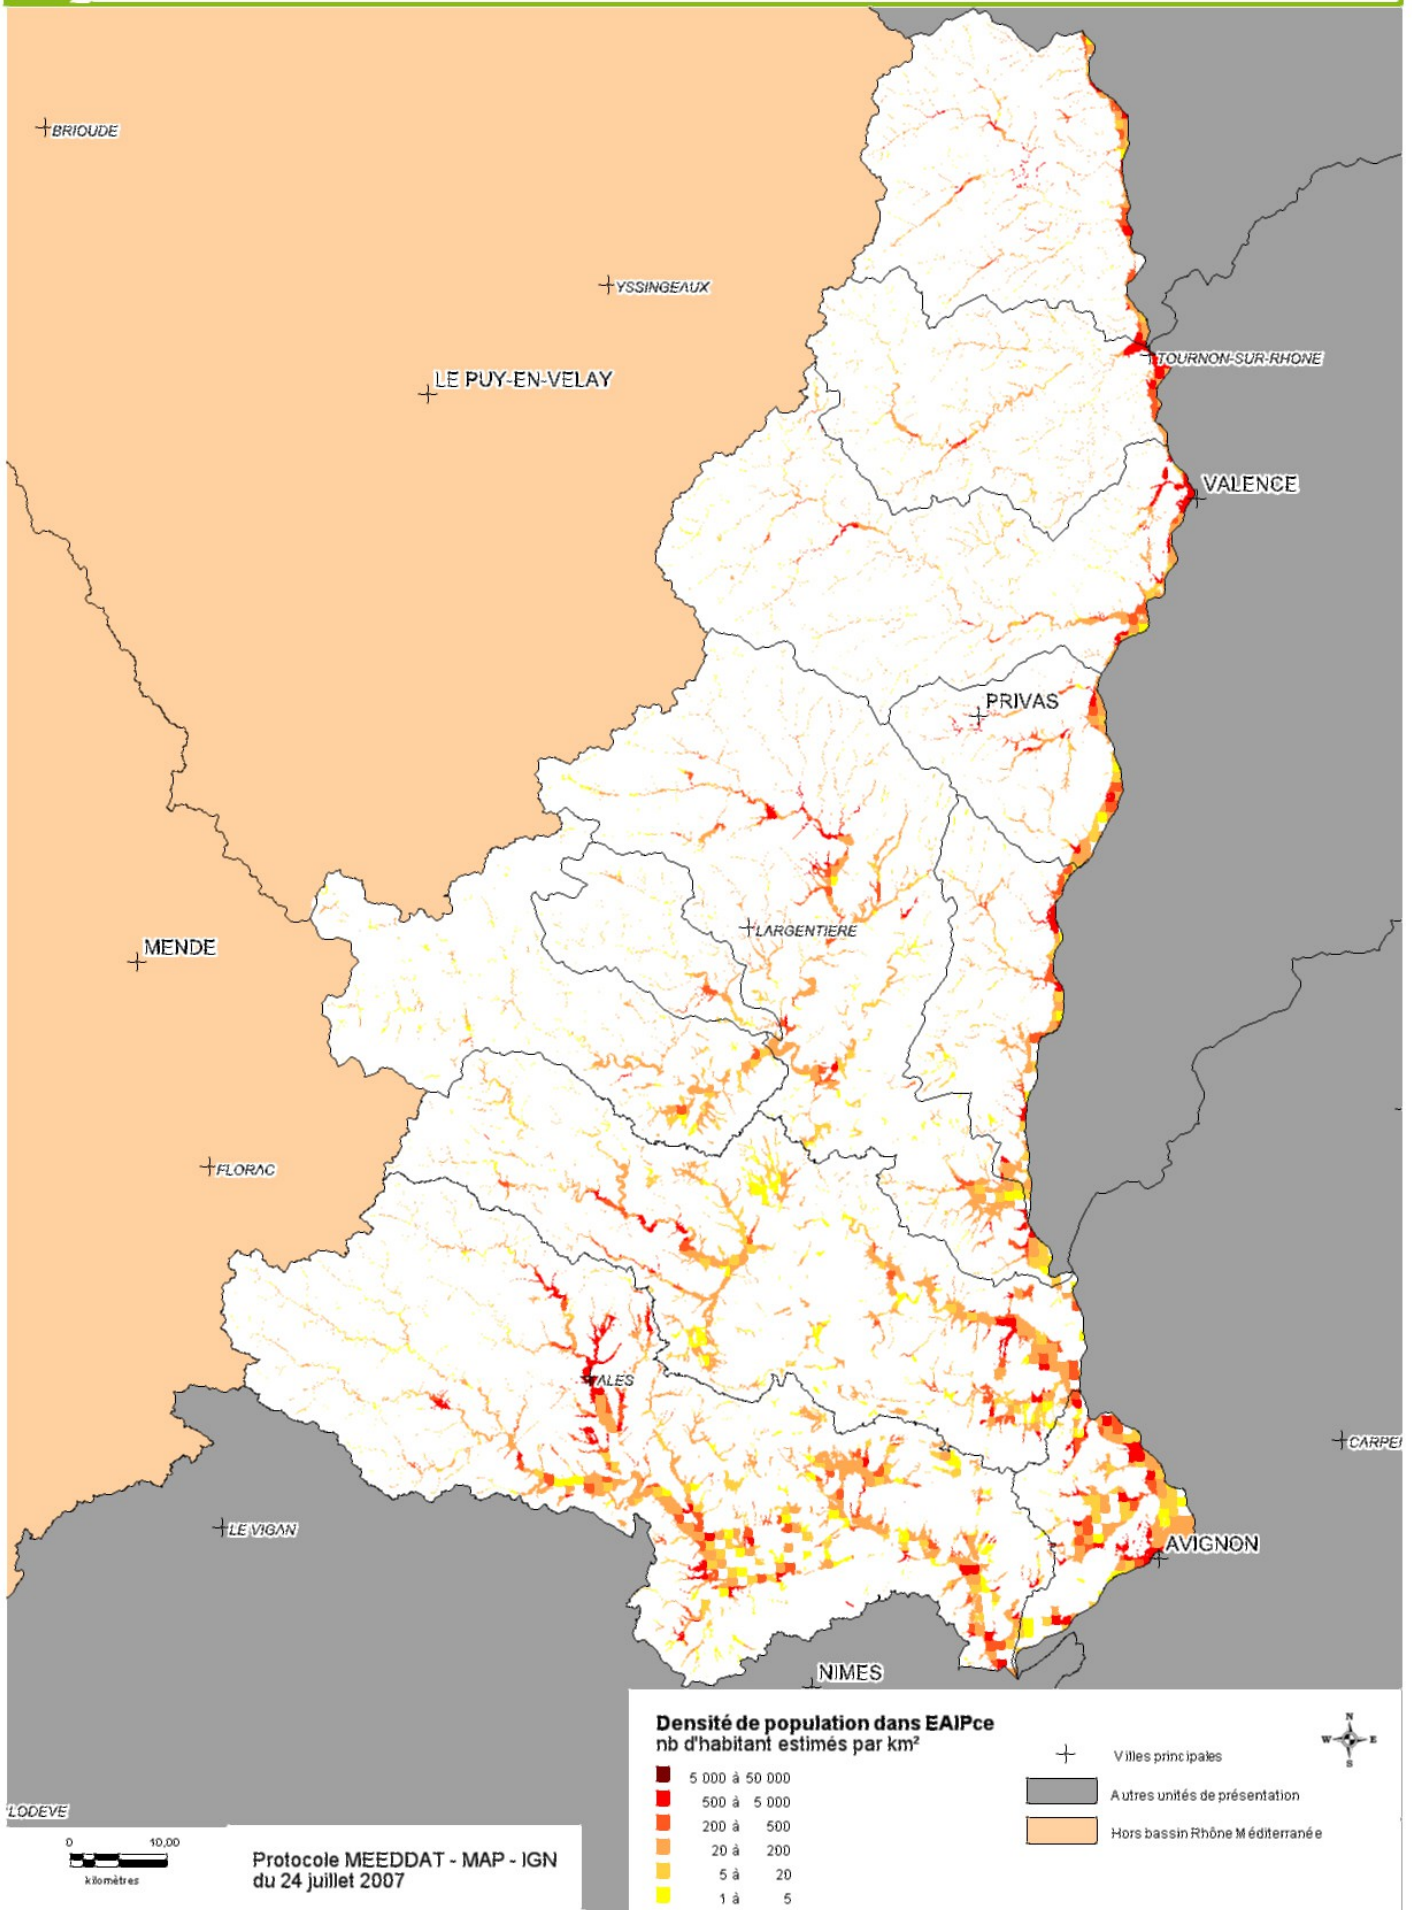 BRIOUDE
YSSINGEAUX
TOURNON-SUR-RHONE
LE PUY-EN-VELAY
VALENCE
PRIVAS
LARGENTIERE
MENDE
FLORAC
ALES
CARPE
LE VIGAN
AVIGNON
NIMES
LODEVE
Densité de population dans EAIPce
nb d'habitant estimés par km²
5 000 à 50 000
500 à 5 000
200 à 500
20 à 200
5 à 20
1 à 5
Villes principales
Autres unités de présentation
Hors bassin Rhône Méditerranée
N
W E
S
0 10,00
kilomètres
Protocole MEEDDAT - MAP - IGN
du 24 juillet 2007